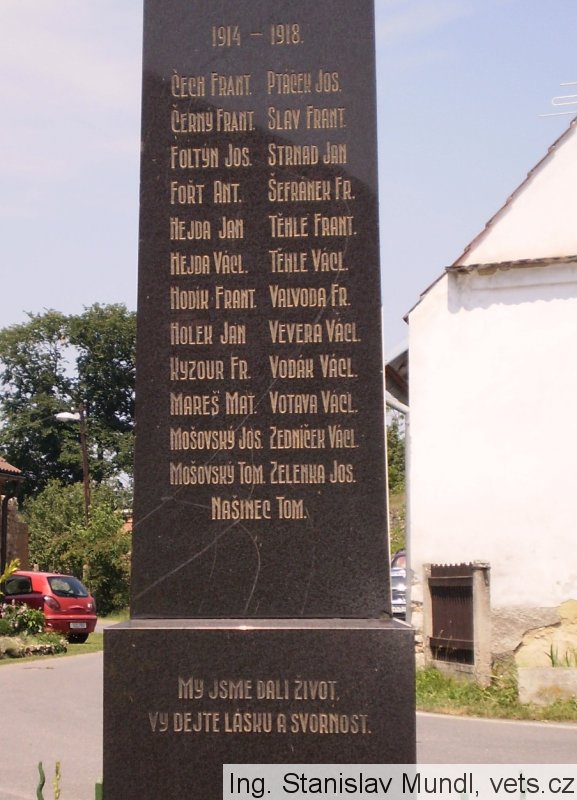 1914 – 1918.
Čech Frant. Ptáček Jos.
Černý Frant. Slav Frant.
Foltýn Jos. Strnad Jan
Fořt Ant. Šefránek Fr.
Hejda Jan Těhle Frant.
Hejda Václ. Těhle Václ.
Hodík Frant. Valvoda Fr.
Holek Jan Vevera Václ.
Kyzour Fr. Vodák Václ.
Mareš Mat. Votava Václ.
Mošovský Jos. Zedníček Václ.
Mošovský Tom. Zelenka Jos.
Našinec Tom.
My jsme dali život,
vy dejte lásku a svornost.
Ing. Stanislav Mundl, vets.cz